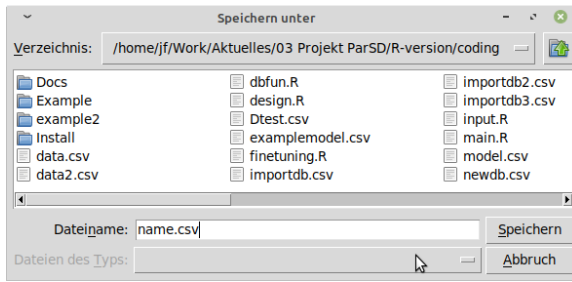 Speichern unter
Verzeichnis: /home/jf/Work/Aktuelles/03 Projekt ParSD/R-version/coding
Docs dbfun.R importdb2.csv
Example design.R importdb3.csv
example2 Dtest.csv input.R
Install examplemodel.csv main.R
data.csv finetuning.R model.csv
data2.csv importdb.csv newdb.csv
Dateiname: name.csv Speichern
Dateien des Typs: Abbruch